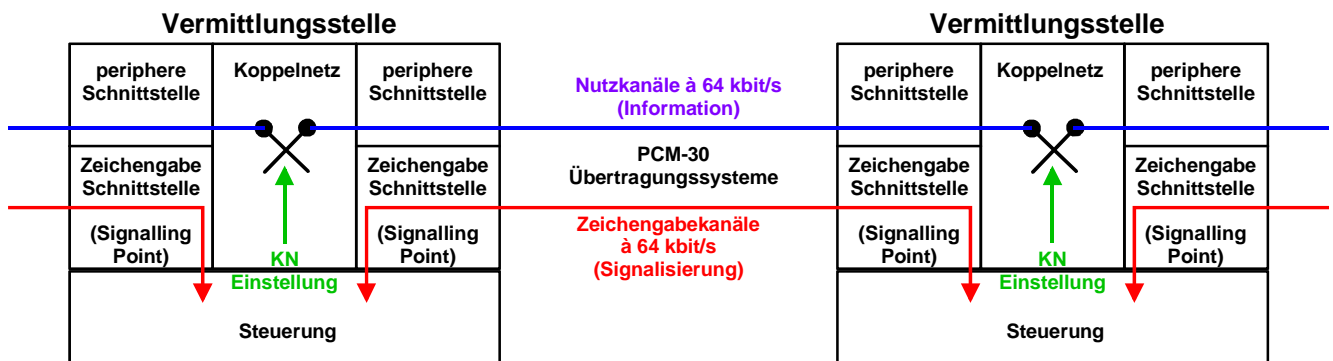 Vermittlungsstelle
periphere
Schnittstelle
Koppelnetz
periphere
Schnittstelle
Zeichengabe
Schnittstelle
(Signalling
Point)
Zeichengabe
Schnittstelle
(Signalling
Point)
KN
Einstellung
Steuerung
Nutzkanäle à 64 kbit/s
(Information)
PCM-30
Übertragungssysteme
Zeichengabekanäle
à 64 kbit/s
(Signalisierung)
Vermittlungsstelle
periphere
Schnittstelle
Koppelnetz
periphere
Schnittstelle
Zeichengabe
Schnittstelle
(Signalling
Point)
Zeichengabe
Schnittstelle
(Signalling
Point)
KN
Einstellung
Steuerung